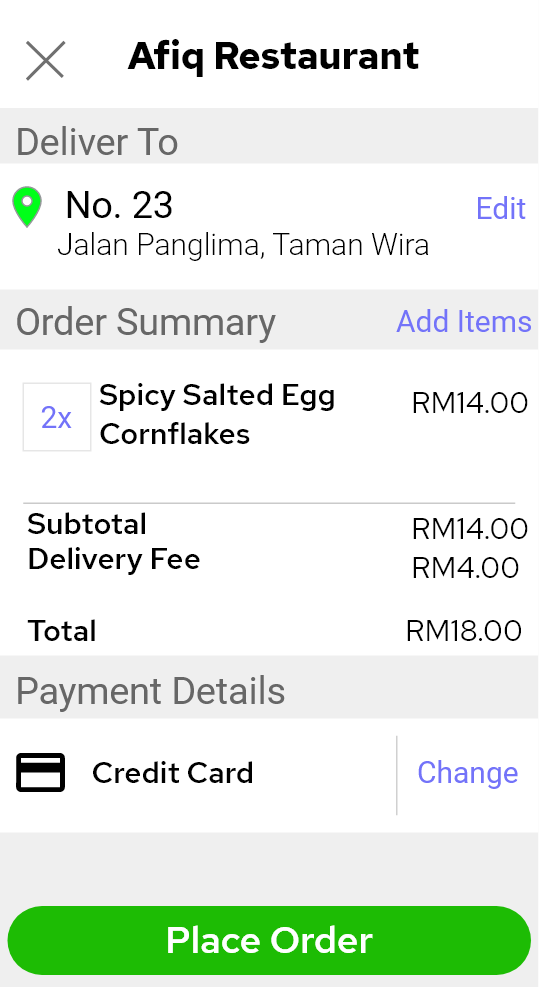 Afiq Restaurant
Deliver To
No. 23
Edit
Jalan Panglima, Taman Wira
Order Summary
Add Items
2x
Spicy Salted Egg
Cornflakes
RM14.00
Subtotal
RM14.00
Delivery Fee
RM4.00
Total
RM18.00
Payment Details
Credit Card
Change
Place Order